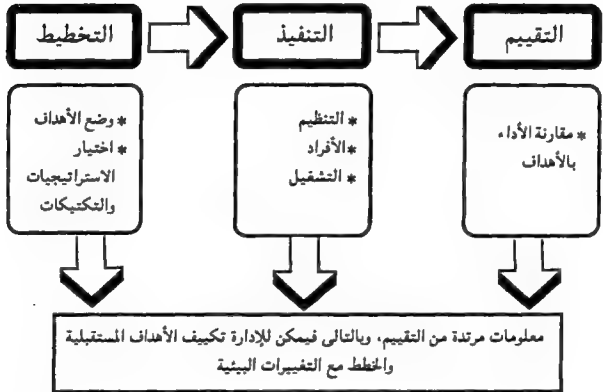 التخطيط
التنفيذ
التقييم
* وضع الأهداف
* اختيار
الاستراتيجيات
والتكتيكات
* التنظيم
* الأفراد
* التشغيل
* مقارنة الأداء
بالأهداف
معلومات مرتدة من التقييم، وبالتالى فيمكن للإدارة تكييف الأهداف المستقبلية
والخطط مع التغييرات البيئية